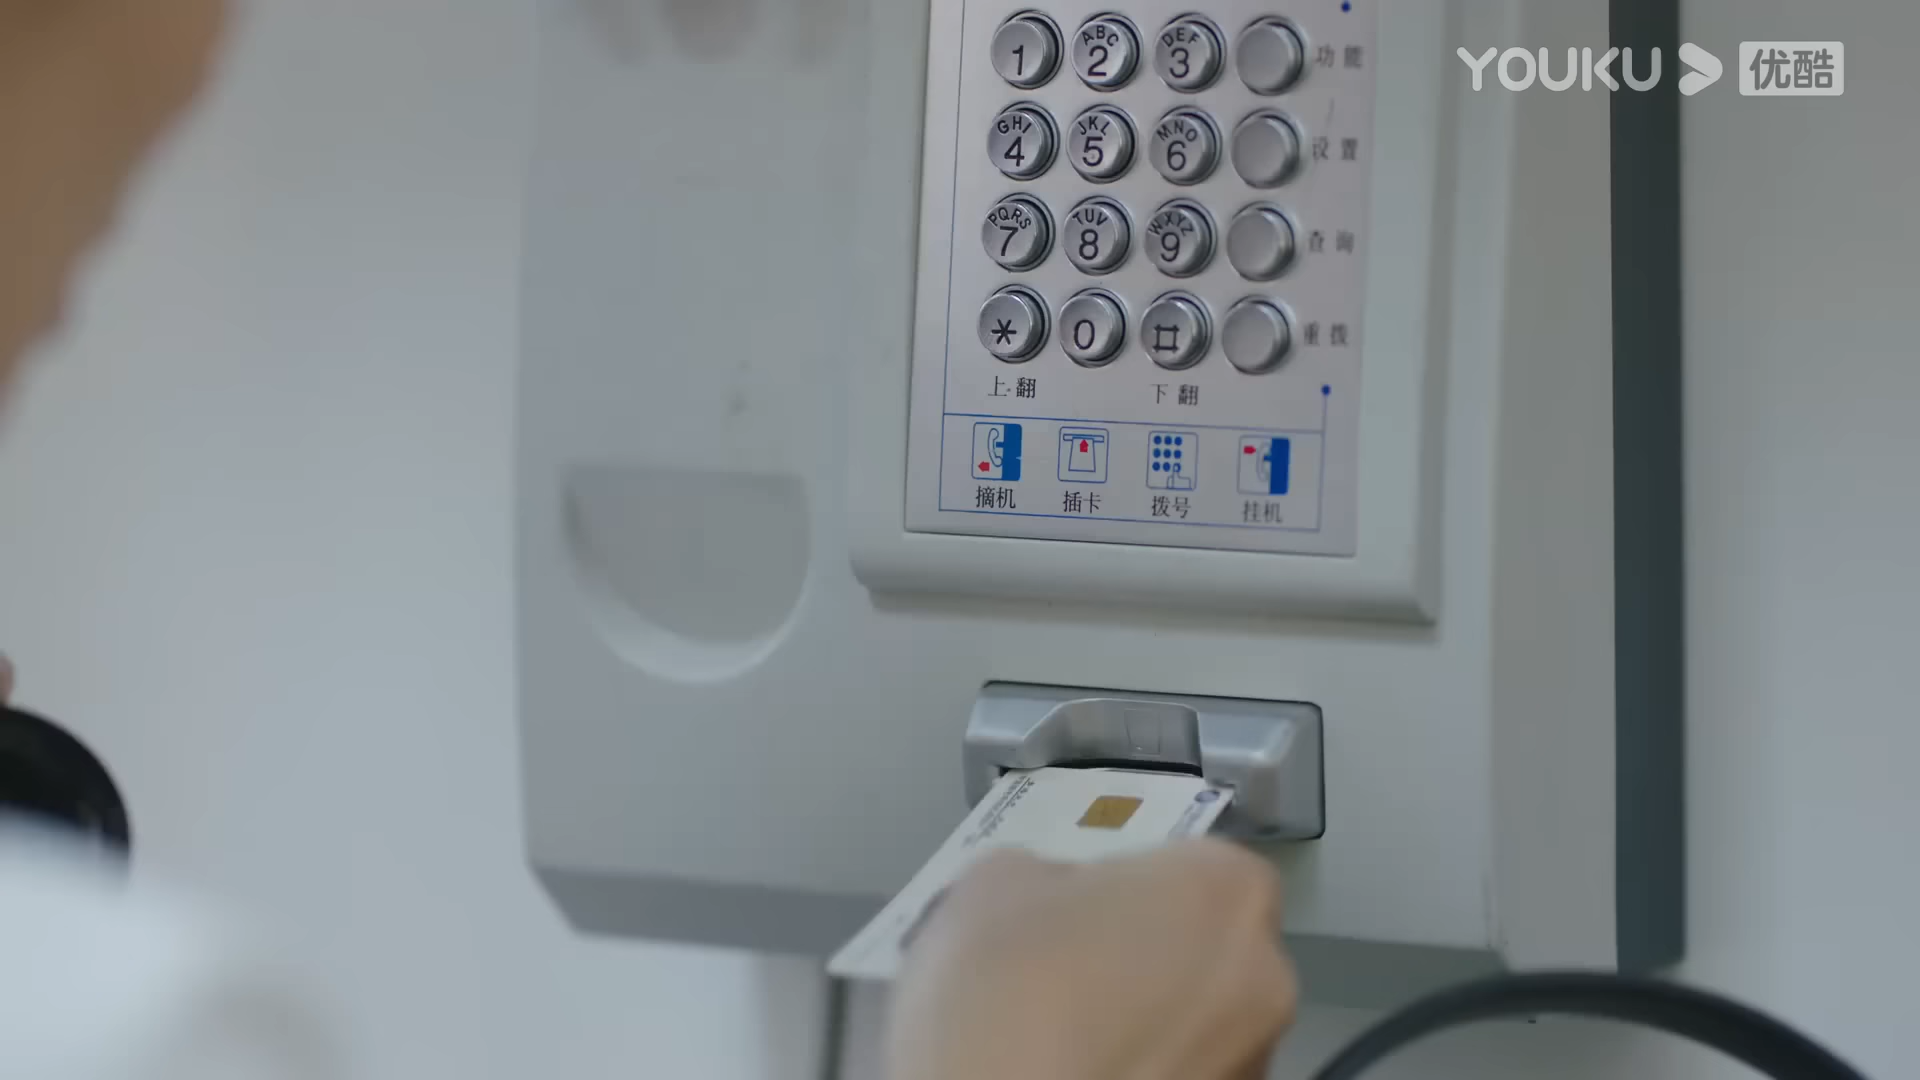 YOUKU 优酷
1 ABC 2 DEF 3 功能
GHI 4 JKL 5 MNO 6 设置
PQRS 7 TUV 8 WXYZ 9 查询
* 0 # 重拨
上翻 下翻
摘机 插卡 拨号 挂机